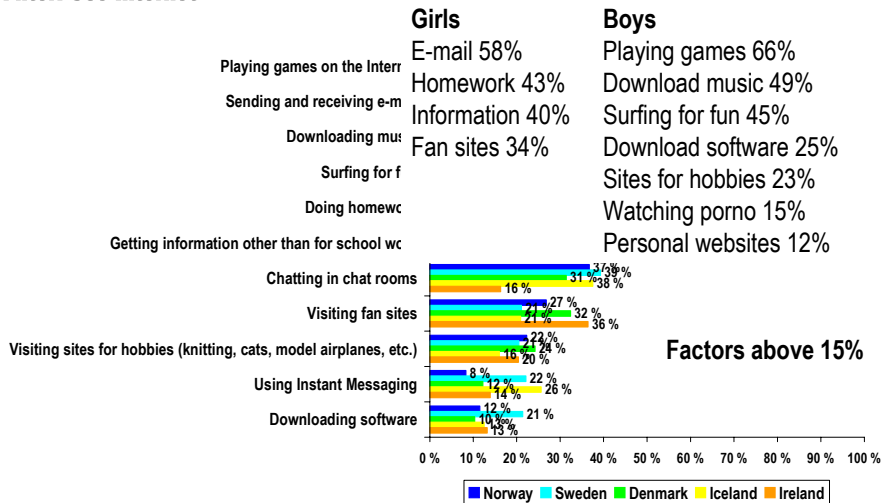 Girls
E-mail 58%
Homework 43%
Information 40%
Fan sites 34%
Boys
Playing games 66%
Download music 49%
Surfing for fun 45%
Download software 25%
Sites for hobbies 23%
Watching porno 15%
Personal websites 12%
Playing games on the Intern
Sending and receiving e-m
Downloading mus
Surfing for f
Doing homewo
Getting information other than for school wo
Chatting in chat rooms
37 %
39 %
31 %
38 %
16 %
Visiting fan sites
27 %
21 %
32 %
21 %
36 %
Visiting sites for hobbies (knitting, cats, model airplanes, etc.)
22 %
21 %
24 %
16 %
20 %
Factors above 15%
Using Instant Messaging
8 %
22 %
12 %
26 %
14 %
Downloading software
12 %
21 %
10 %
13 %
13 %
0 % 10 % 20 % 30 % 40 % 50 % 60 % 70 % 80 % 90 % 100 %
Norway Sweden Denmark Iceland Ireland